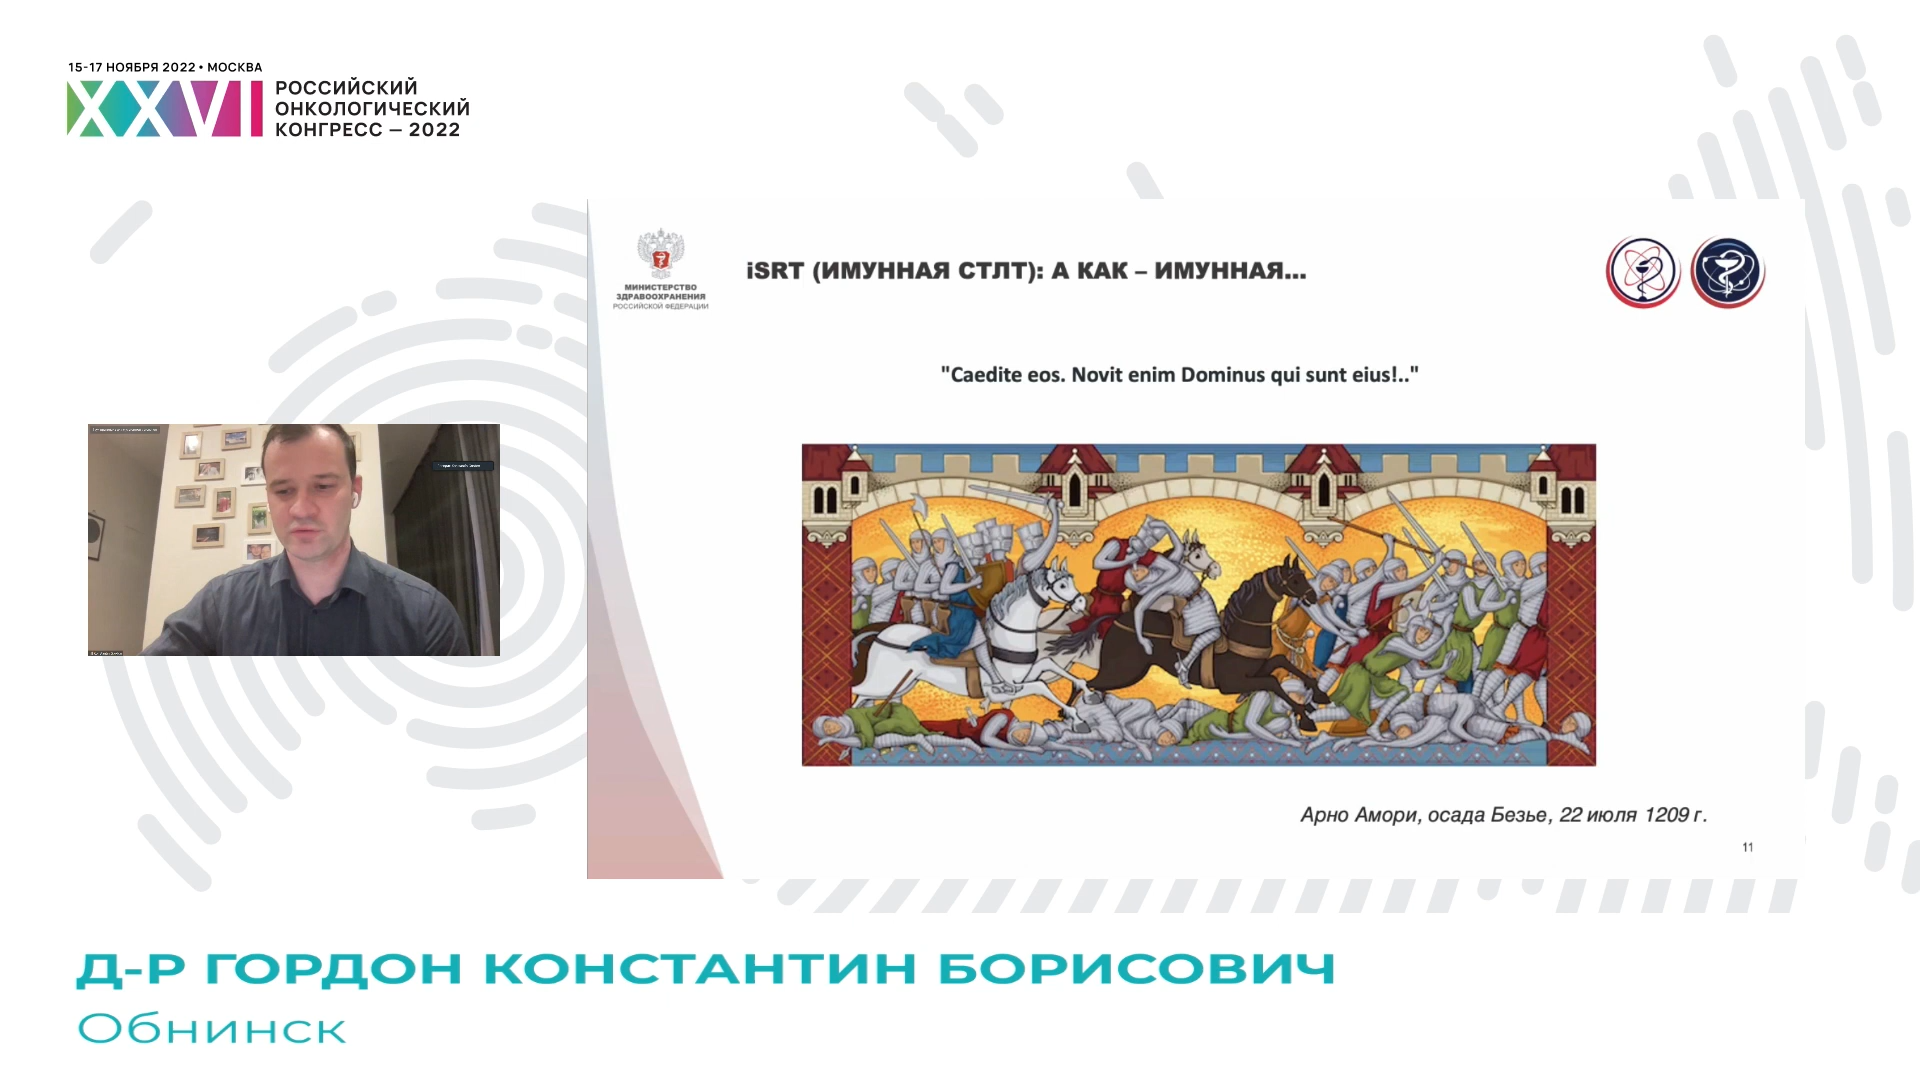 15-17 НОЯБРЯ 2022 • МОСКВА
XXVI
РОССИЙСКИЙ
ОНКОЛОГИЧЕСКИЙ
КОНГРЕСС — 2022
МИНИСТЕРСТВО
ЗДРАВООХРАНЕНИЯ
РОССИЙСКОЙ ФЕДЕРАЦИИ
iSRT (ИМУННАЯ СТЛТ): А КАК – ИМУННАЯ...
"Caedite eos. Novit enim Dominus qui sunt eius!.."
Арно Амори, осада Безье, 22 июля 1209 г.
11
Д-Р ГОРДОН КОНСТАНТИН БОРИСОВИЧ
Обнинск